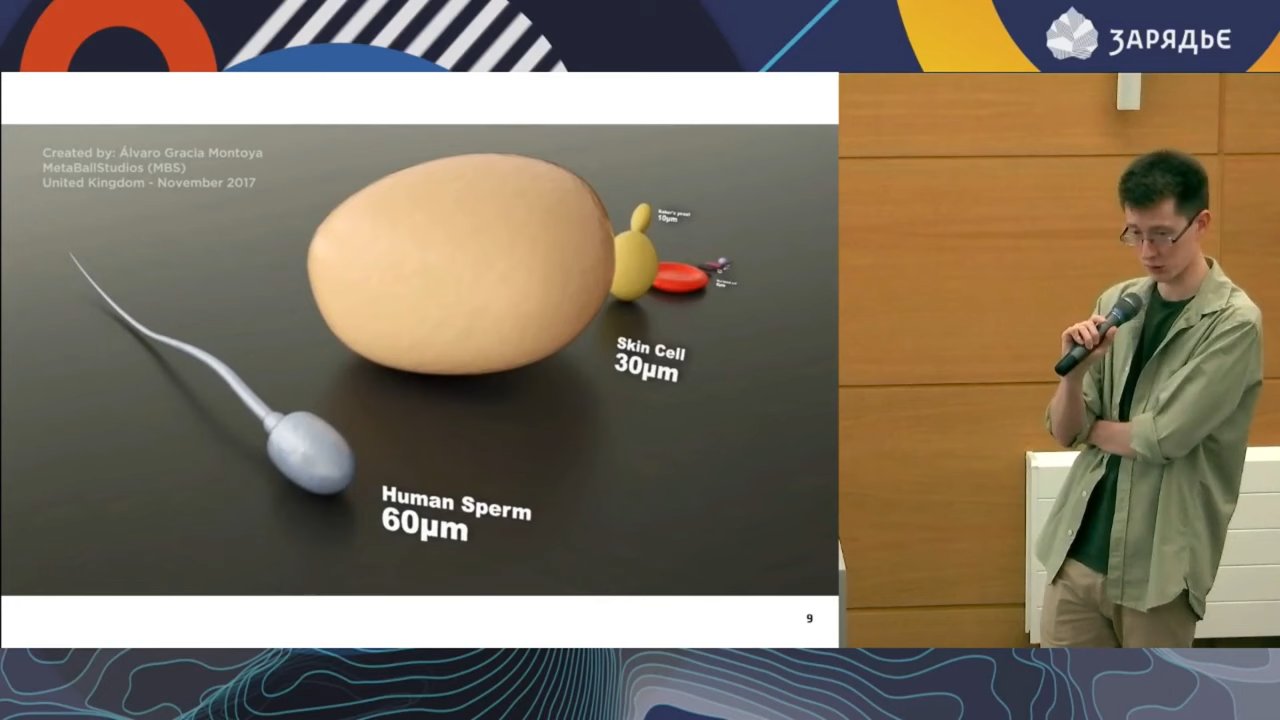 ЗАРЯДЬЕ
Created by: Álvaro Gracia Montoya
MetaBallStudios (MBS)
United Kingdom - November 2017
10µm
Skin Cell
30µm
Human Sperm
60µm
9